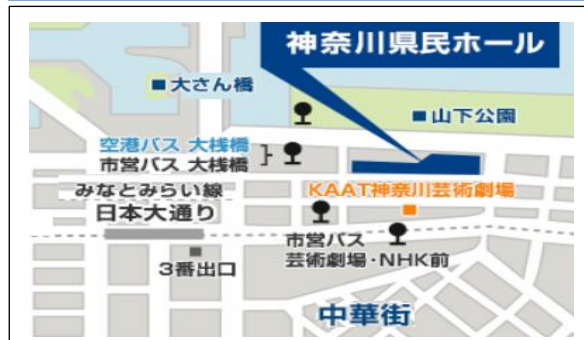 神奈川県民ホール
■大さん橋
■山下公園
空港バス 大桟橋
市営バス 大桟橋
みなとみらい線
日本大通り
KAAT神奈川芸術劇場
市営バス
芸術劇場・NHK前
3番出口
中華街